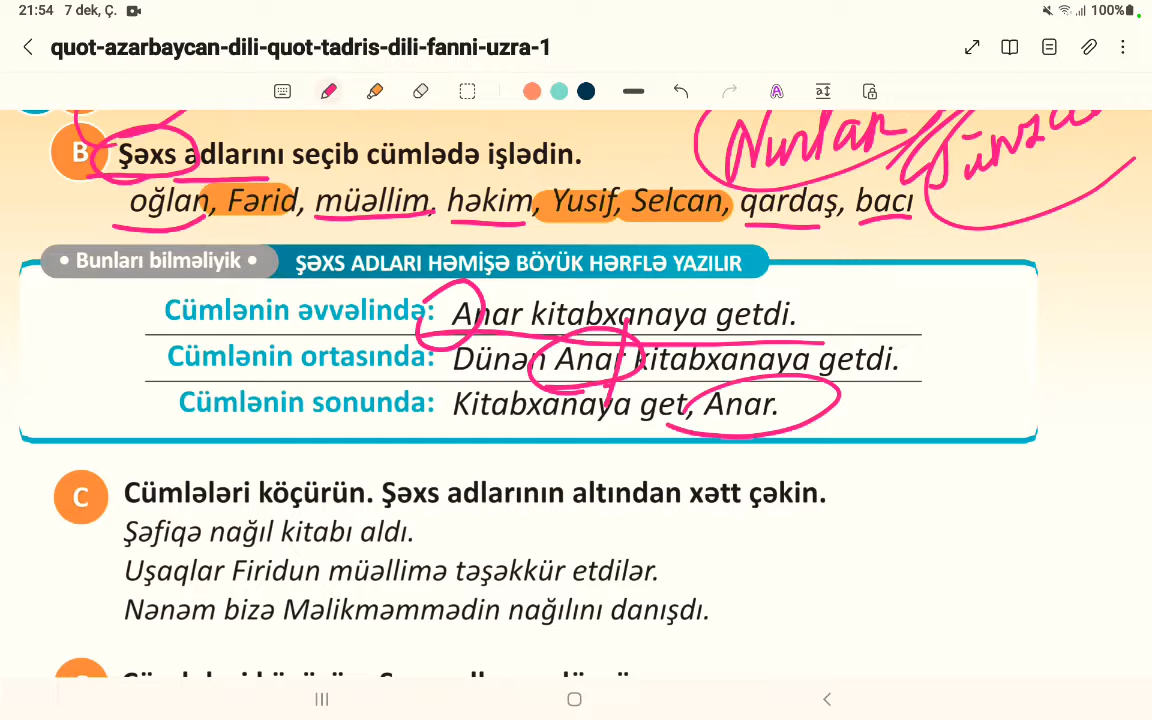 21:54 7 dek, Ç. 100%
quot-azarbaycan-dili-quot-tadris-dili-fanni-uzra-1
Nurlan
B Şəxs adlarını seçib cümlədə işlədin.
oğlan, Fərid, müəllim, həkim, Yusif, Selcan, qardaş, bacı
• Bunları bilməliyik • ŞƏXS ADLARI HƏMİŞƏ BÖYÜK HƏRFLƏ YAZILIR
Cümlənin əvvəlində: Anar kitabxanaya getdi.
Cümlənin ortasında: Dünən Anar kitabxanaya getdi.
Cümlənin sonunda: Kitabxanaya get, Anar.
C Cümlələri köçürün. Şəxs adlarının altından xətt çəkin.
Şəfiqə nağıl kitabı aldı.
Uşaqlar Firidun müəllimə təşəkkür etdilər.
Nənəm bizə Məlikməmmədin nağılını danışdı.